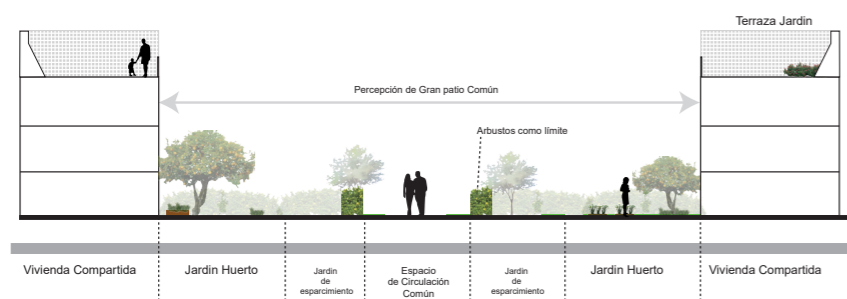 Terraza Jardin
Percepción de Gran patio Común
Arbustos como límite
Vivienda Compartida
Jardin Huerto
Jardin
de
esparcimiento
Espacio
de Circulación
Común
Jardin
de
esparcimiento
Jardin Huerto
Vivienda Compartida